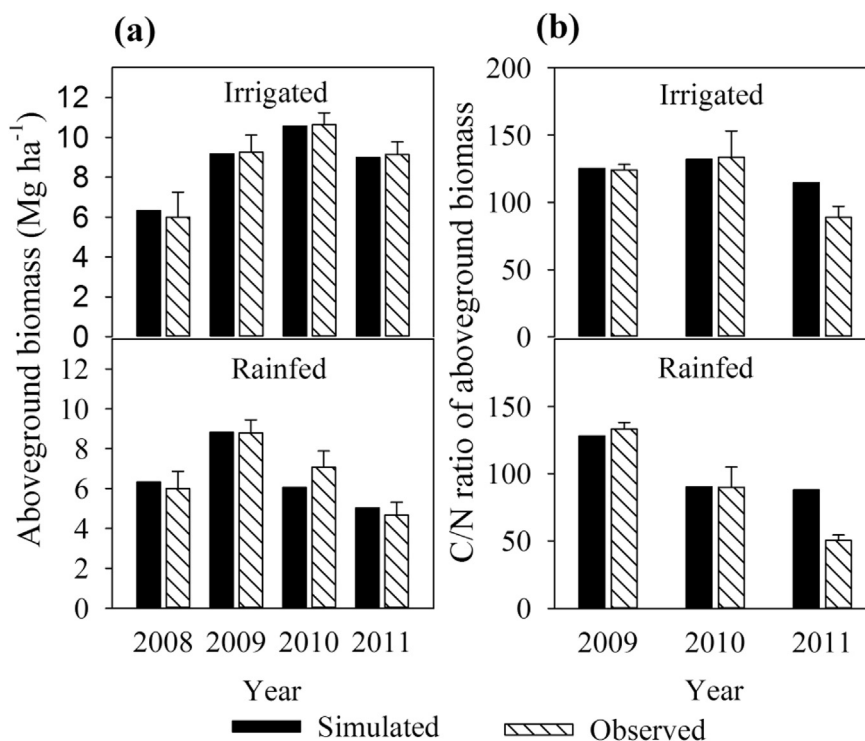 (a)
(b)
Aboveground biomass (Mg ha⁻¹)
Irrigated
12
10
8
6
4
2
0
Rainfed
12
10
8
6
4
2
0
2008 2009 2010 2011
Year
C/N ratio of aboveground biomass
Irrigated
200
150
100
50
0
Rainfed
150
100
50
0
2009 2010 2011
Year
Simulated Observed